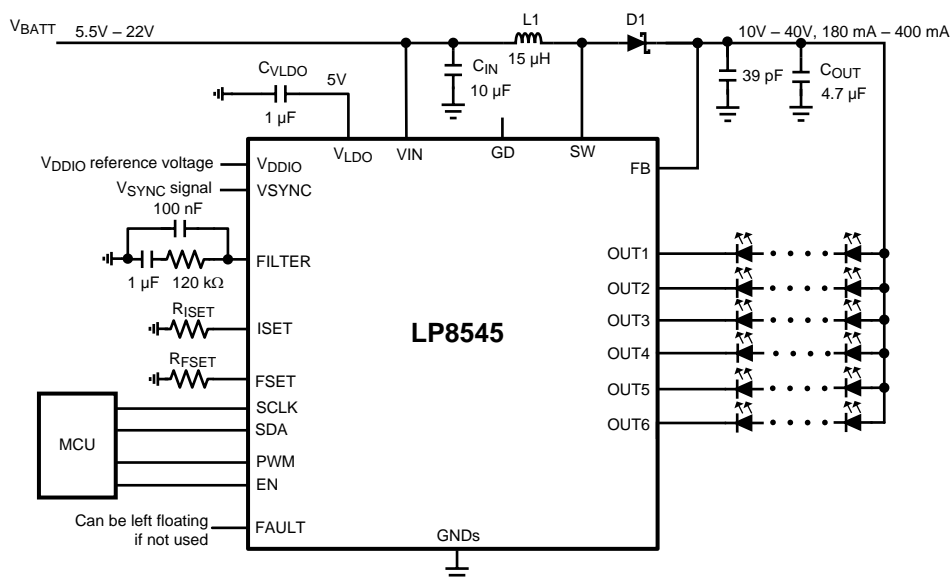 VBATT 5.5V – 22V
L1
15 µH
D1
10V – 40V, 180 mA – 400 mA
CVLDO
1 µF
5V
CIN
10 µF
39 pF
COUT
4.7 µF
VLDO
VIN
GD
SW
FB
VDDIO reference voltage
VDDIO
VSYNC signal
VSYNC
100 nF
1 µF
120 kΩ
FILTER
RISET
ISET
RFSET
FSET
MCU
SCLK
SDA
PWM
EN
Can be left floating
if not used
FAULT
LP8545
OUT1
OUT2
OUT3
OUT4
OUT5
OUT6
GNDs